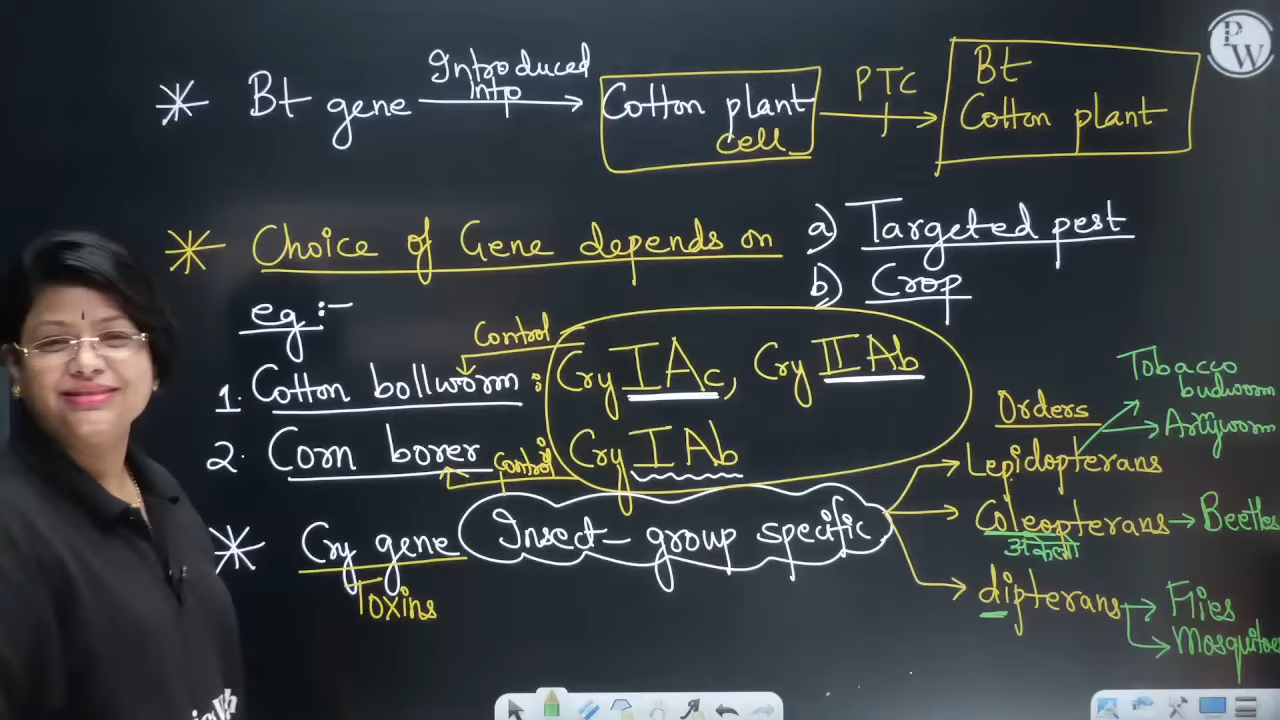 PW
* Bt gene Introduced Into Cotton plant cell PTC Bt Cotton plant
* Choice of Gene depends on a) Targeted pest
b) Crop
eg :-
Control
1. Cotton bollworm : Cry IAc, Cry IIAb
2. Corn borer Control Cry IAb
* Cry gene Insect-group specific
Toxins
Orders
Lepidopterans
Tobacco budworm
Armyworm
Coleopterans → Beetles
dipterans → Flies
Mosquitoes